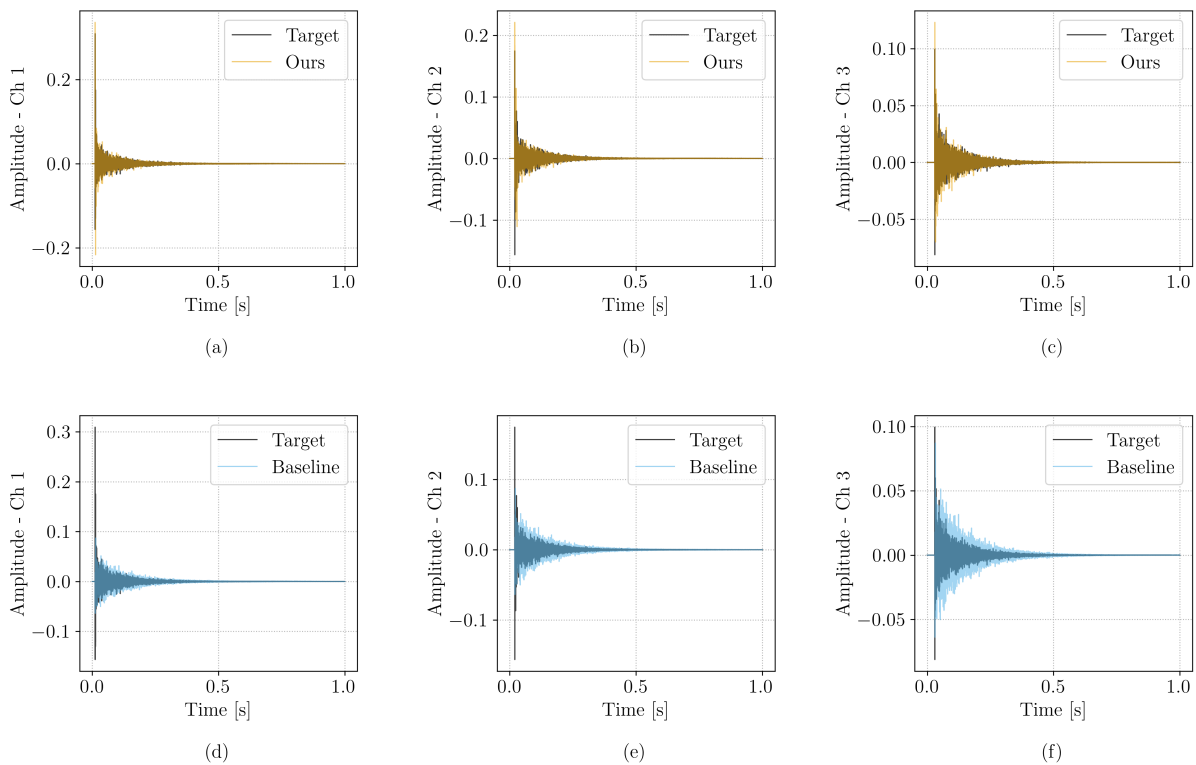 Amplitude - Ch 1
0.2
0.0
−0.2
Target
Ours
0.0 0.5 1.0
Time [s]
(a)
Amplitude - Ch 2
0.2
0.1
0.0
−0.1
Target
Ours
0.0 0.5 1.0
Time [s]
(b)
Amplitude - Ch 3
0.10
0.05
0.00
−0.05
Target
Ours
0.0 0.5 1.0
Time [s]
(c)
Amplitude - Ch 1
0.3
0.2
0.1
0.0
−0.1
Target
Baseline
0.0 0.5 1.0
Time [s]
(d)
Amplitude - Ch 2
0.1
0.0
−0.1
Target
Baseline
0.0 0.5 1.0
Time [s]
(e)
Amplitude - Ch 3
0.10
0.05
0.00
−0.05
Target
Baseline
0.0 0.5 1.0
Time [s]
(f)